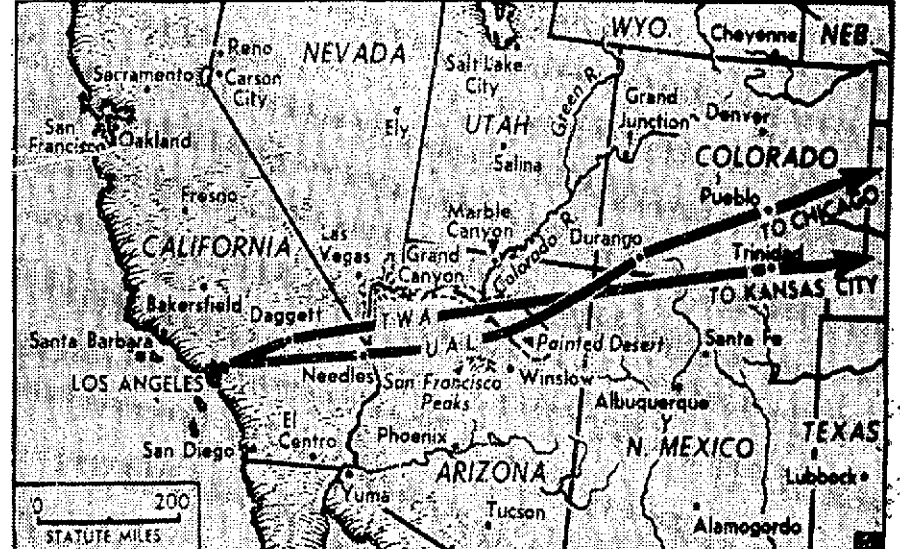 WYO.
Cheyenne
NEB.
Reno
NEVADA
Salt Lake
City
Sacramento
Carson
City
Green R.
Grand
Junction
Denver
San
Francisco
Oakland
Ely
UTAH
Salina
COLORADO
Fresno
Pueblo
TO CHICAGO
Marble
Canyon
Colorado R.
Durango
CALIFORNIA
Las
Vegas
Grand
Canyon
Trinidad
TO KANSAS CITY
Bakersfield
Daggett
TWA
UAL
Santa Barbara
Painted Desert
Santa Fe
LOS ANGELES
Needles
San Francisco
Peaks
Winslow
Albuquerque
El
Centro
Phoenix
San Diego
ARIZONA
N. MEXICO
TEXAS
Yuma
Lubbock
Tucson
Alamogordo
0 200
STATUTE MILES